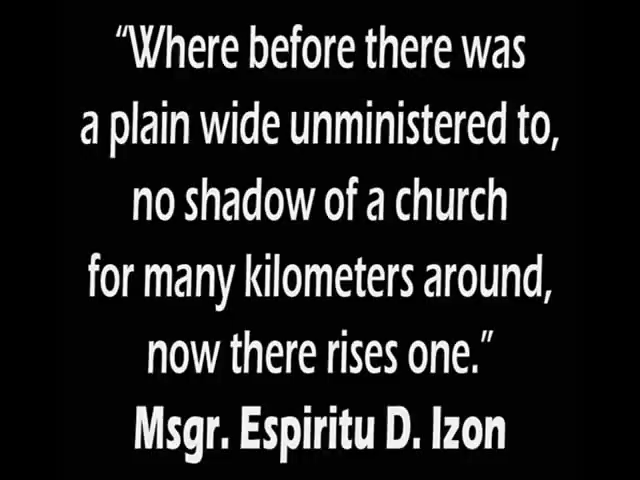 “Where before there was
a plain wide unministered to,
no shadow of a church
for many kilometers around,
now there rises one.”
Msgr. Espiritu D. Izon